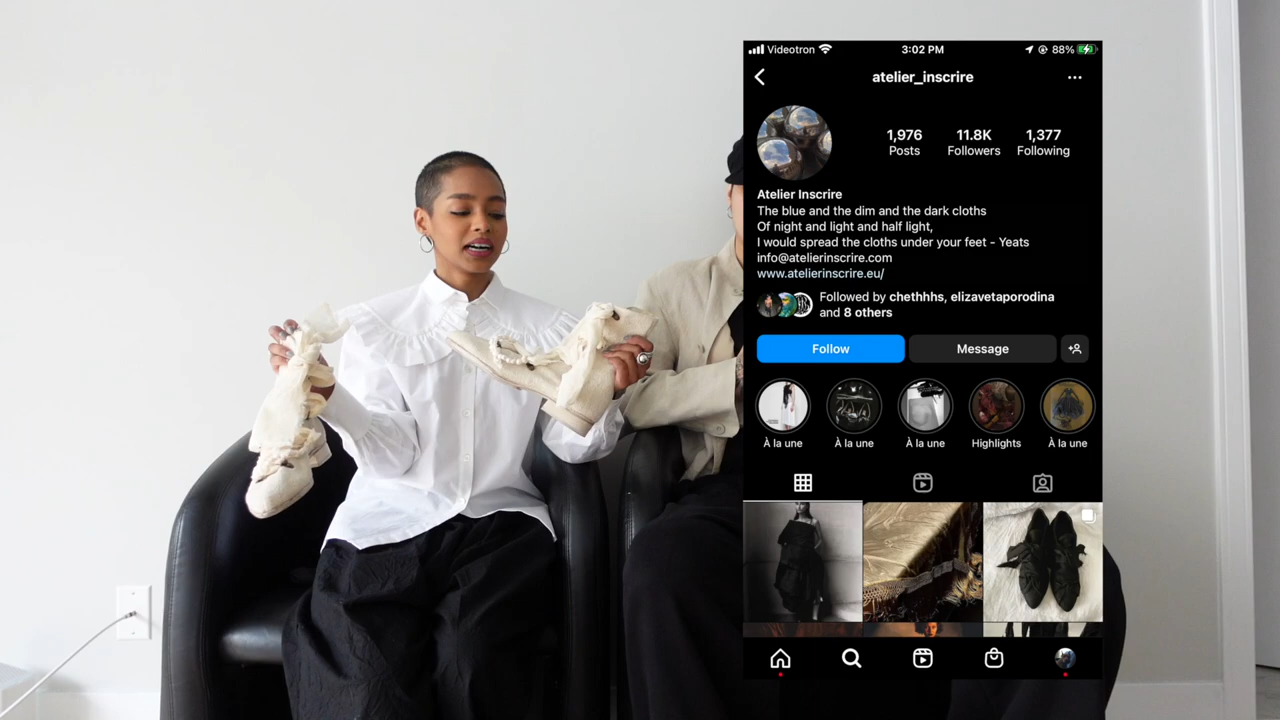 Videotron
3:02 PM
88%
atelier_inscrire
1,976
11.8K
1,377
Posts
Followers
Following
Atelier Inscrire
The blue and the dim and the dark cloths
Of night and light and half light,
I would spread the cloths under your feet - Yeats
info@atelierinscrire.com
www.atelierinscrire.eu/
Followed by chethhhs, elizavetaporodina
and 8 others
Follow
Message
À la une
À la une
À la une
Highlights
À la une